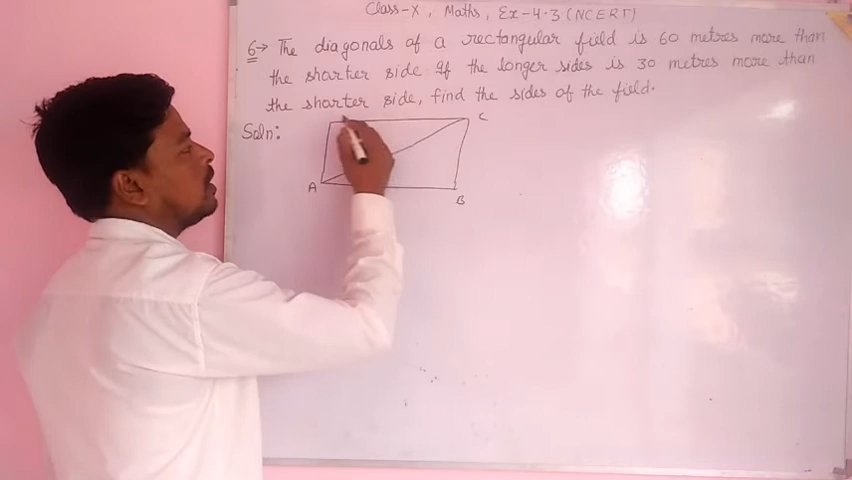 Class-X, Maths, Ex-4.3 (NCERT)
6→ The diagonals of a rectangular field is 60 metres more than
the shorter side. If the longer sides is 30 metres more than
the shorter side, find the sides of the field.
Soln:
C
A
B